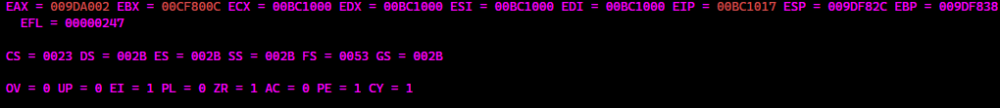 EAX = 009DA002 EBX = 00CF800C ECX = 00BC1000 EDX = 00BC1000 ESI = 00BC1000 EDI = 00BC1000 EIP = 00BC1017 ESP = 009DF82C EBP = 009DF838
EFL = 00000247
CS = 0023 DS = 002B ES = 002B SS = 002B FS = 0053 GS = 002B
OV = 0 UP = 0 EI = 1 PL = 0 ZR = 1 AC = 0 PE = 1 CY = 1